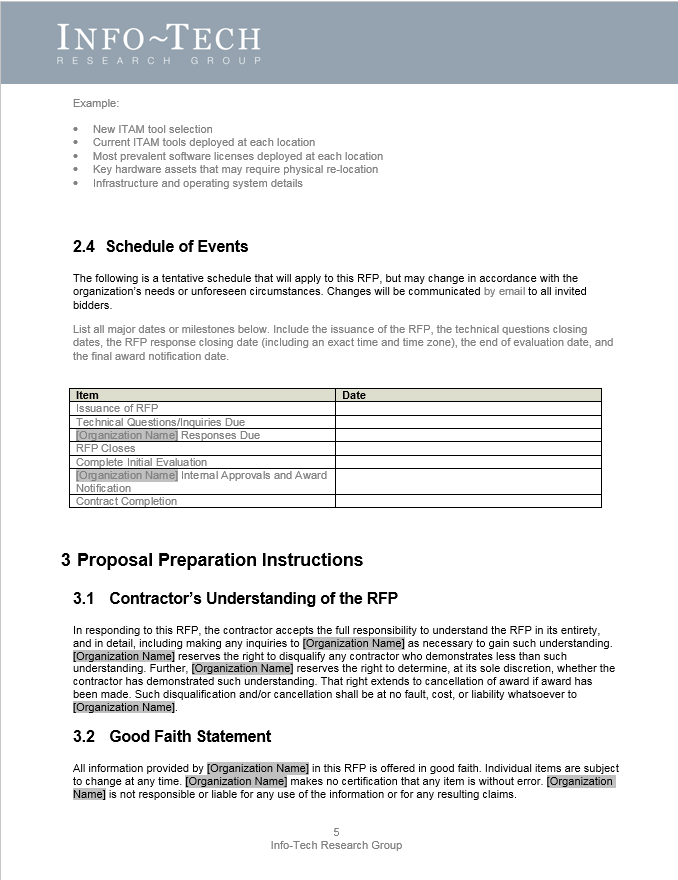 INFO~TECH
RESEARCH GROUP
Example:
• New ITAM tool selection
• Current ITAM tools deployed at each location
• Most prevalent software licenses deployed at each location
• Key hardware assets that may require physical re-location
• Infrastructure and operating system details
2.4 Schedule of Events
The following is a tentative schedule that will apply to this RFP, but may change in accordance with the
organization's needs or unforeseen circumstances. Changes will be communicated by email to all invited
bidders.
List all major dates or milestones below. Include the issuance of the RFP, the technical questions closing
dates, the RFP response closing date (including an exact time and time zone), the end of evaluation date, and
the final award notification date.
Item Date
Issuance of RFP
Technical Questions/Inquiries Due
[Organization Name] Responses Due
RFP Closes
Complete Initial Evaluation
[Organization Name] Internal Approvals and Award
Notification
Contract Completion
3 Proposal Preparation Instructions
3.1 Contractor's Understanding of the RFP
In responding to this RFP, the contractor accepts the full responsibility to understand the RFP in its entirety,
and in detail, including making any inquiries to [Organization Name] as necessary to gain such understanding.
[Organization Name] reserves the right to disqualify any contractor who demonstrates less than such
understanding. Further, [Organization Name] reserves the right to determine, at its sole discretion, whether the
contractor has demonstrated such understanding. That right extends to cancellation of award if award has
been made. Such disqualification and/or cancellation shall be at no fault, cost, or liability whatsoever to
[Organization Name].
3.2 Good Faith Statement
All information provided by [Organization Name] in this RFP is offered in good faith. Individual items are subject
to change at any time. [Organization Name] makes no certification that any item is without error. [Organization
Name] is not responsible or liable for any use of the information or for any resulting claims.
5
Info-Tech Research Group